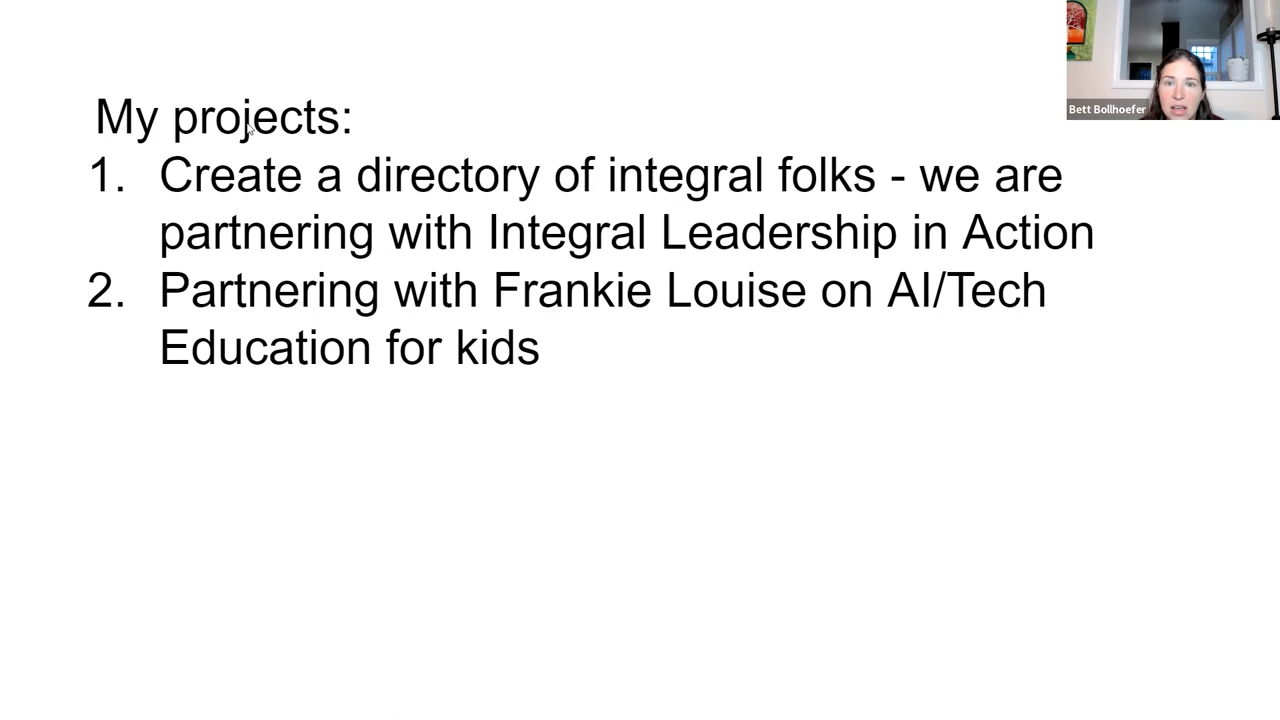 My projects:
1. Create a directory of integral folks - we are
partnering with Integral Leadership in Action
2. Partnering with Frankie Louise on AI/Tech
Education for kids
Bett Bollhoefer